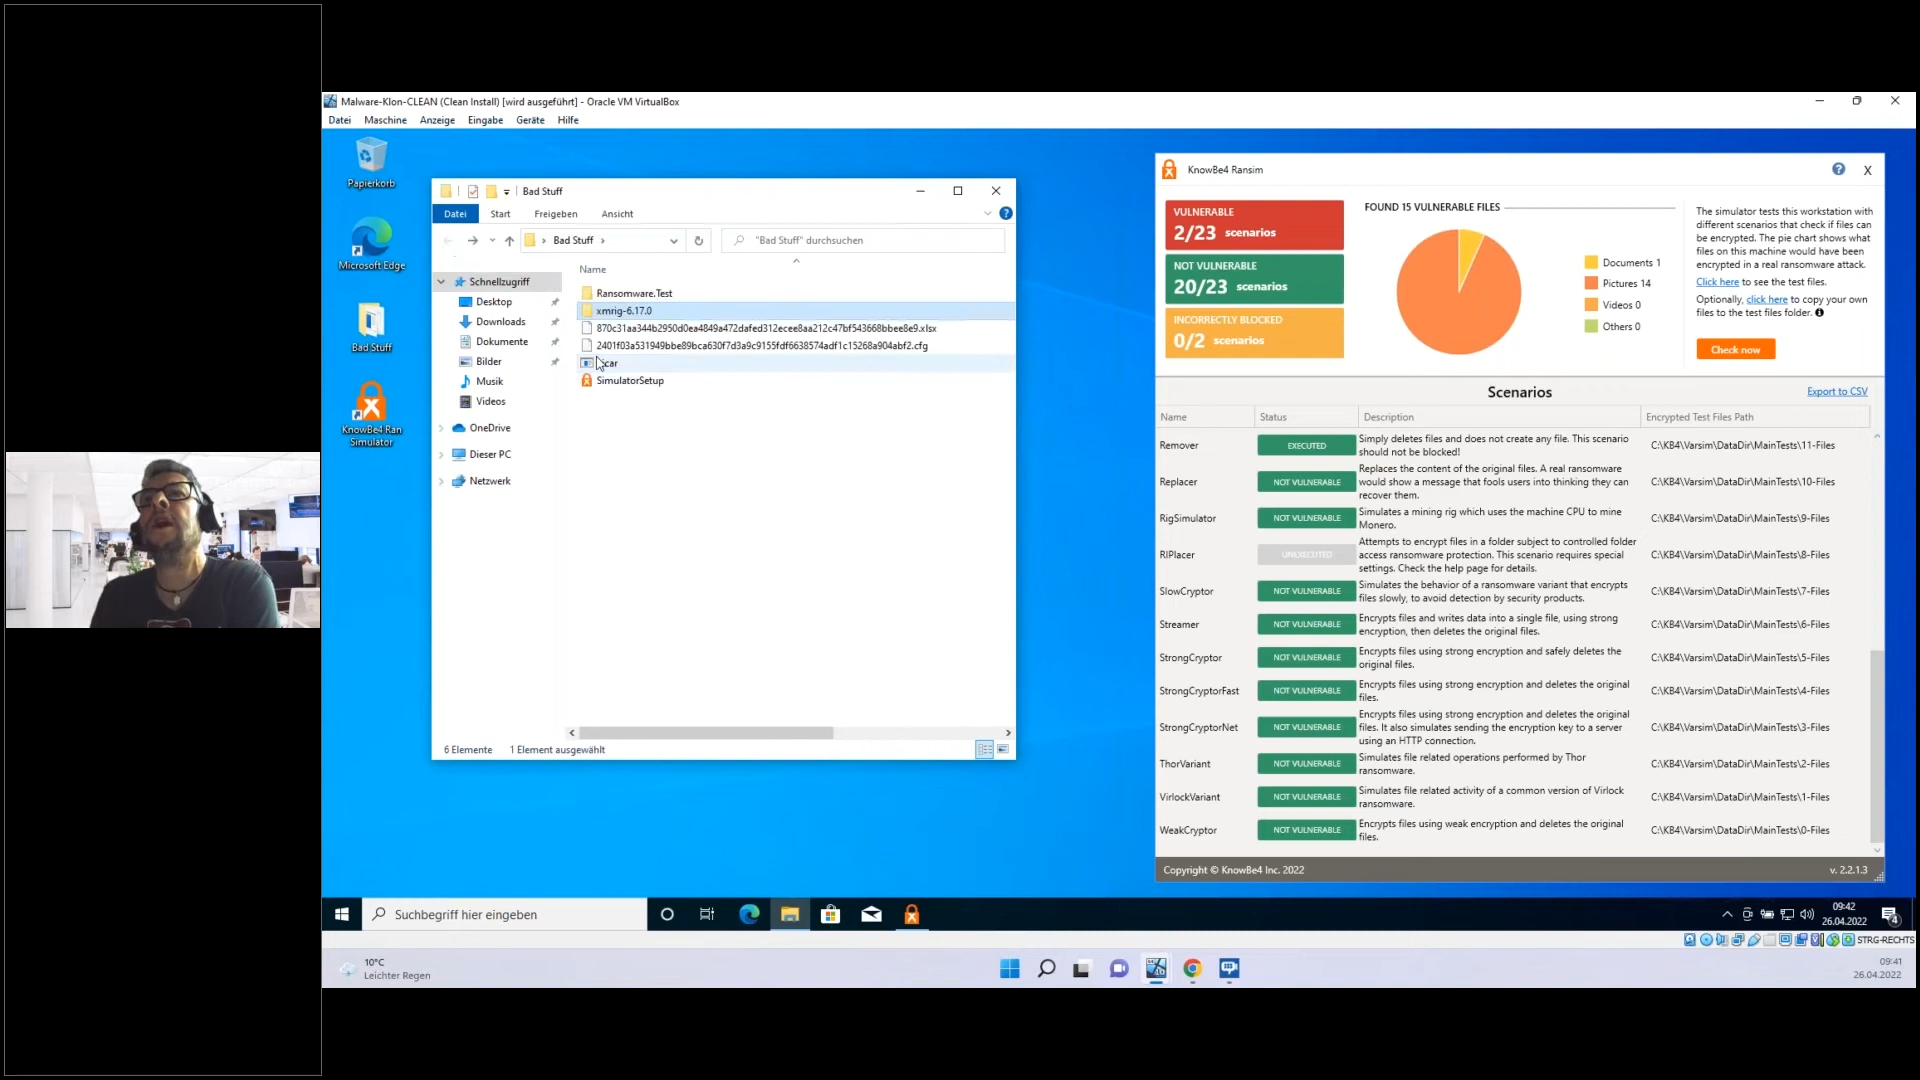 Malware-Klon-CLEAN (Clean Install) [wird ausgeführt] - Oracle VM VirtualBox
Datei Maschine Anzeige Eingabe Geräte Hilfe
Papierkorb
Microsoft Edge
Bad Stuff
KnowBe4 Ran
Simulator
Bad Stuff
Datei Start Freigeben Ansicht
Bad Stuff
"Bad Stuff" durchsuchen
Schnellzugriff
Desktop
Downloads
Dokumente
Bilder
Musik
Videos
OneDrive
Dieser PC
Netzwerk
Name
Ransomware.Test
xmrig-6.17.0
870c31aa344b2950d0ea4849a472dafed312ecee8aa212c47bf543668bbee8e9.xlsx
2401f03a531949bbe89bca630f7d3a9c9155fdf6638574adf1c15268a904abf2.cfg
SimulatorSetup
6 Elemente 1 Element ausgewählt
KnowBe4 Ransim
X
VULNERABLE
2/23 scenarios
NOT VULNERABLE
20/23 scenarios
INCORRECTLY BLOCKED
0/2 scenarios
FOUND 15 VULNERABLE FILES
Documents 1
Pictures 14
Videos 0
Others 0
The simulator tests this workstation with
different scenarios that check if files can
be encrypted. The pie chart shows what
files on this machine would have been
encrypted in a real ransomware attack.
Click here to see the test files.
Optionally, click here to copy your own
files to the test files folder.
Check now
Scenarios
Export to CSV
Name Status Description Encrypted Test Files Path
Remover EXECUTED Simply deletes files and does not create any file. This scenario
should not be blocked! C:\KB4\Varsim\DataDir\MainTests\11-Files
Replacer NOT VULNERABLE Replaces the content of the original files. A real ransomware
would show a message that fools users into thinking they can
recover them. C:\KB4\Varsim\DataDir\MainTests\10-Files
RigSimulator NOT VULNERABLE Simulates a mining rig which uses the machine CPU to mine
Monero. C:\KB4\Varsim\DataDir\MainTests\9-Files
RIPlacer UNEXECUTED Attempts to encrypt files in a folder subject to controlled folder
access ransomware protection. This scenario requires special
settings. Check the help page for details. C:\KB4\Varsim\DataDir\MainTests\8-Files
SlowCryptor NOT VULNERABLE Simulates the behavior of a ransomware variant that encrypts
files slowly, to avoid detection by security products. C:\KB4\Varsim\DataDir\MainTests\7-Files
Streamer NOT VULNERABLE Encrypts files and writes data into a single file, using strong
encryption, then deletes the original files. C:\KB4\Varsim\DataDir\MainTests\6-Files
StrongCryptor NOT VULNERABLE Encrypts files using strong encryption and safely deletes the
original files. C:\KB4\Varsim\DataDir\MainTests\5-Files
StrongCryptorFast NOT VULNERABLE Encrypts files using strong encryption and deletes the original
files. C:\KB4\Varsim\DataDir\MainTests\4-Files
StrongCryptorNet NOT VULNERABLE Encrypts files using strong encryption and deletes the original
files. It also simulates sending the encryption key to a server
using an HTTP connection. C:\KB4\Varsim\DataDir\MainTests\3-Files
ThorVariant NOT VULNERABLE Simulates file related operations performed by Thor
ransomware. C:\KB4\Varsim\DataDir\MainTests\2-Files
VirlockVariant NOT VULNERABLE Simulates file related activity of a common version of Virlock
ransomware. C:\KB4\Varsim\DataDir\MainTests\1-Files
WeakCryptor NOT VULNERABLE Encrypts files using weak encryption and deletes the original
files. C:\KB4\Varsim\DataDir\MainTests\0-Files
Copyright © KnowBe4 Inc. 2022 v. 2.2.1.3
Suchbegriff hier eingeben
09:42
26.04.2022
4
STRG-RECHTS
10°C
Leichter Regen
09:41
26.04.2022